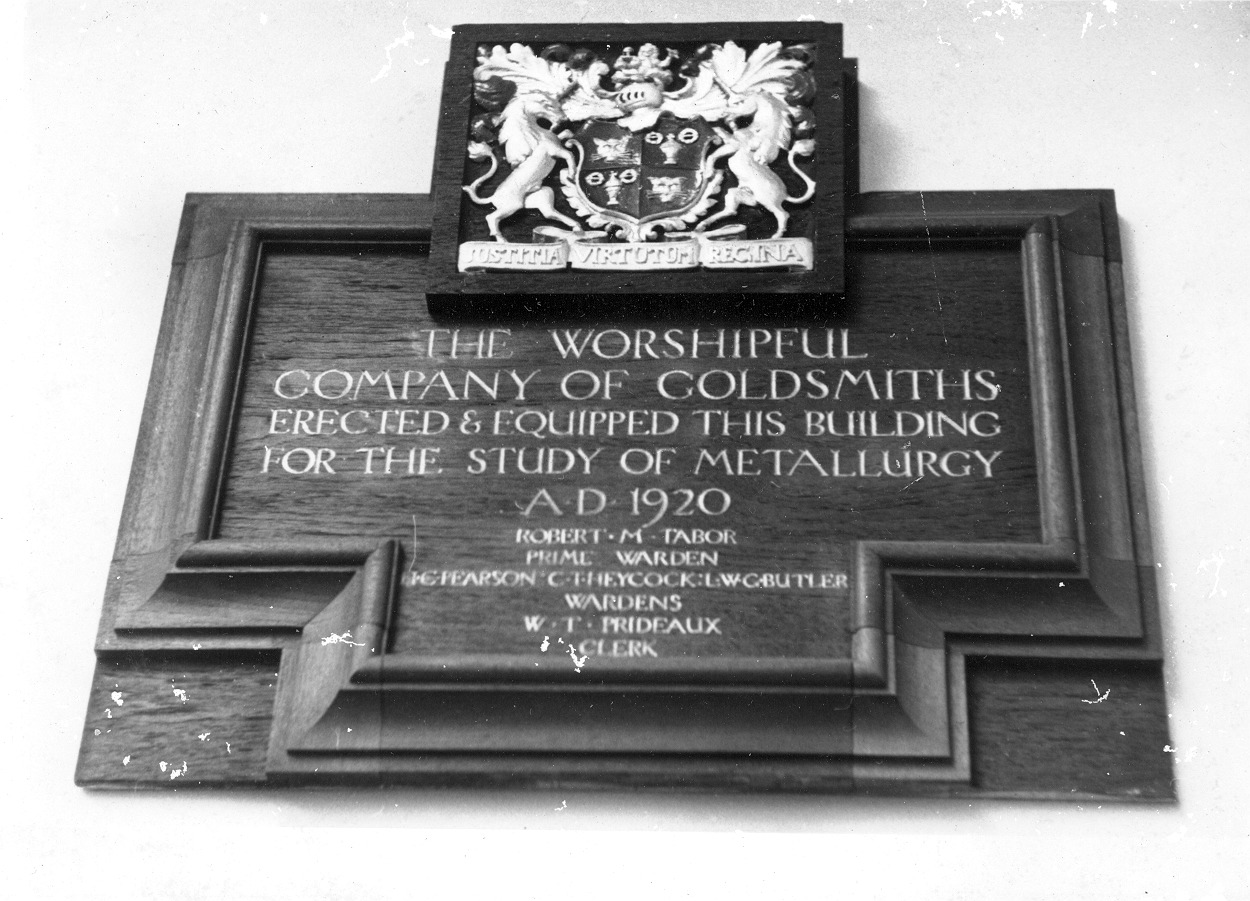 JUSTITIA VIRTUTUM REGINA
THE WORSHIPFUL
COMPANY OF GOLDSMITHS
ERECTED & EQUIPPED THIS BUILDING
FOR THE STUDY OF METALLURGY
A·D·1920
ROBERT·M·TABOR
PRIME WARDEN
PEARSON C·T·HEYCOCK: L·W·G·BUTLER
WARDENS
W·T·PRIDEAUX
CLERK